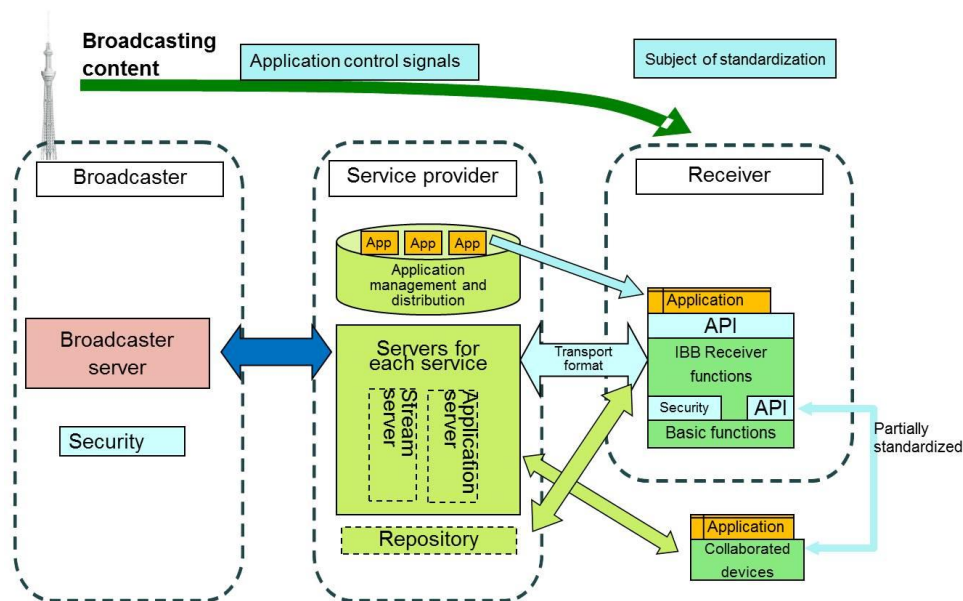 Broadcasting
content
Application control signals
Subject of standardization
Broadcaster
Service provider
Receiver
App
App
App
Application
management and
distribution
Application
API
IBB Receiver
functions
Security
API
Basic functions
Broadcaster
server
Security
Servers for
each service
Stream
server
Application
server
Repository
Transport
format
Partially
standardized
Application
Collaborated
devices